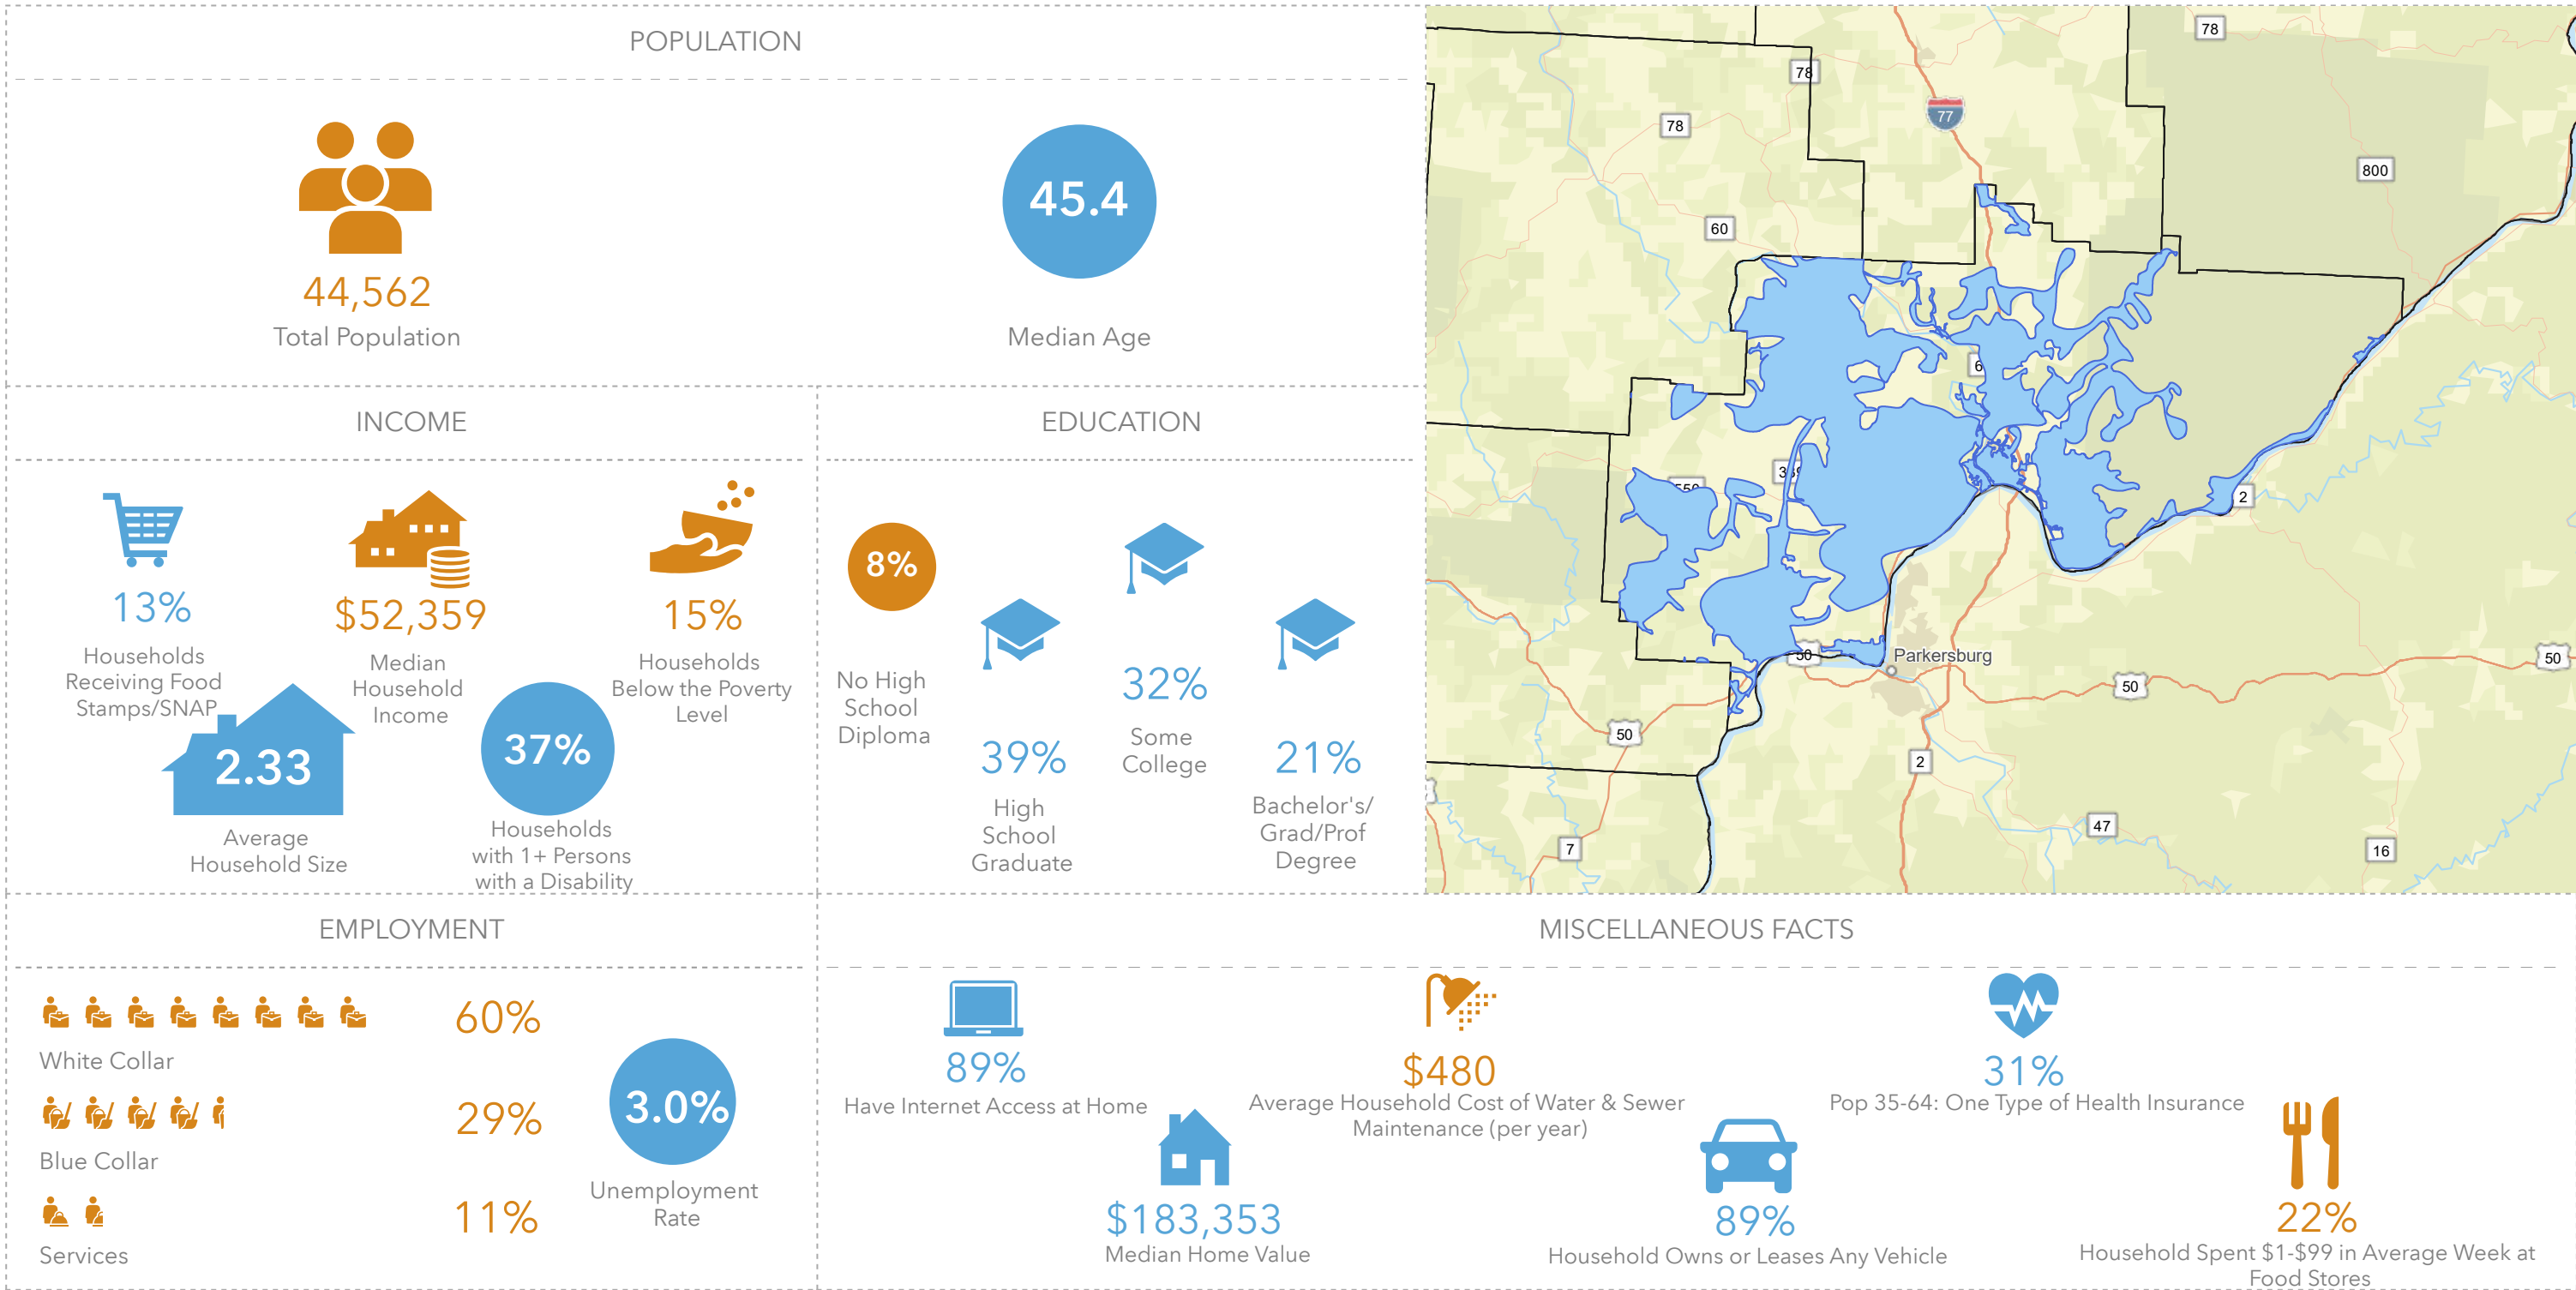 POPULATION
44,562
Total Population
45.4
Median Age
INCOME
13%
Households
Receiving Food
Stamps/SNAP
$52,359
Median
Household
Income
15%
Households
Below the Poverty
Level
2.33
Average
Household Size
37%
Households
with 1+ Persons
with a Disability
EDUCATION
8%
No High
School
Diploma
39%
High
School
Graduate
32%
Some
College
21%
Bachelor's/
Grad/Prof
Degree
78
78
77
78
800
60
6
550
2
50
Parkersburg
50
50
50
2
47
7
16
EMPLOYMENT
60%
White Collar
29%
Blue Collar
11%
Services
3.0%
Unemployment
Rate
MISCELLANEOUS FACTS
89%
Have Internet Access at Home
$480
Average Household Cost of Water & Sewer
Maintenance (per year)
31%
Pop 35-64: One Type of Health Insurance
$183,353
Median Home Value
89%
Household Owns or Leases Any Vehicle
22%
Household Spent $1-$99 in Average Week at
Food Stores